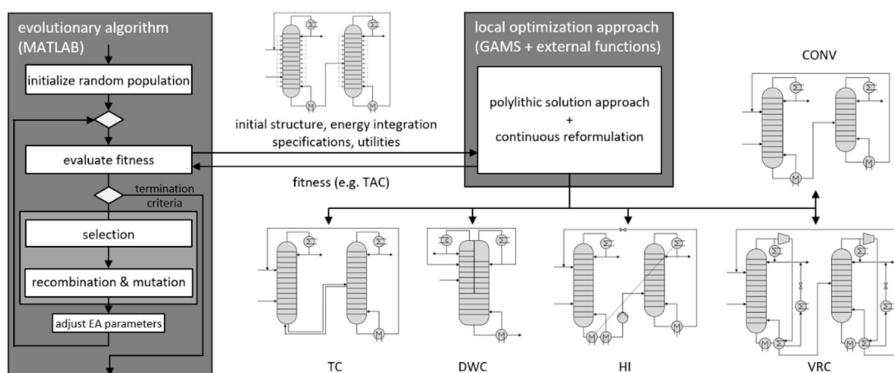 evolutionary algorithm
(MATLAB)
initialize random population
evaluate fitness
termination
criteria
selection
recombination & mutation
adjust EA parameters
initial structure, energy integration
specifications, utilities
fitness (e.g. TAC)
local optimization approach
(GAMS + external functions)
polylithic solution approach
+
continuous reformulation
CONV
TC
DWC
HI
VRC